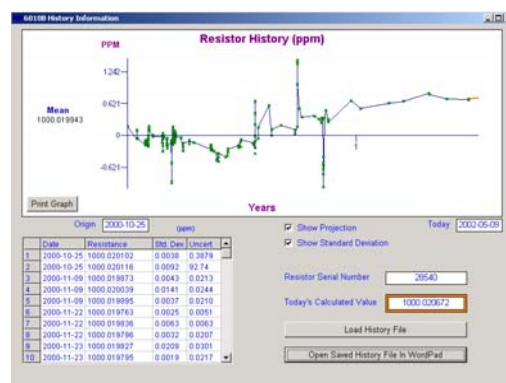 6010B History Information
Resistor History (ppm)
PPM
1.242
0.621
0
-0.621
1
Mean
1000.019943
Print Graph
Years
Origin 2000-10-25 (ppm)
Today 2002-05-09
Show Projection
Show Standard Deviation
Date Resistance Std. Dev Uncert.
1 2000-10-25 1000.020102 0.0038 0.3879
2 2000-10-25 1000.020116 0.0092 92.74
3 2000-11-09 1000.019873 0.0043 0.0213
4 2000-11-09 1000.020039 0.0141 0.0244
5 2000-11-09 1000.019895 0.0037 0.0210
6 2000-11-22 1000.019763 0.0025 0.0051
7 2000-11-22 1000.019836 0.0063 0.0063
8 2000-11-22 1000.019796 0.0032 0.0207
9 2000-11-23 1000.019827 0.0209 0.0301
10 2000-11-23 1000.019795 0.0019 0.0217
Resistor Serial Number 28540
Today's Calculated Value 1000.020672
Load History File
Open Saved History File In WordPad